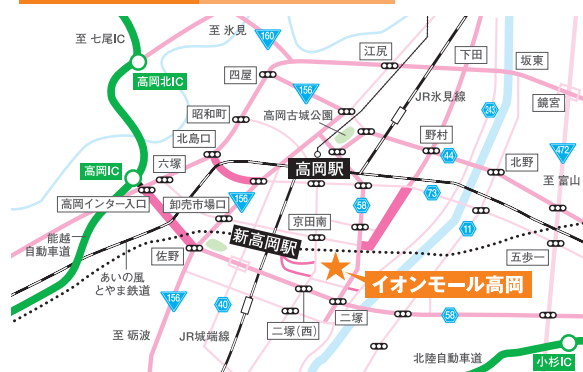 至 七尾IC
至 氷見
160
江尻
下田
坂東
高岡北IC
四屋
156
JR氷見線
鏡宮
昭和町
高岡古城公園
243
北島口
野村
44
472
高岡IC
六塚
高岡駅
北野
至 富山
高岡インター入口
卸売市場口
156
58
73
京田南
11
能越
自動車道
新高岡駅
佐野
五歩一
あいの風
とやま鉄道
イオンモール高岡
156
40
二塚(西)
二塚
58
至 砺波
JR城端線
北陸自動車道
小杉IC